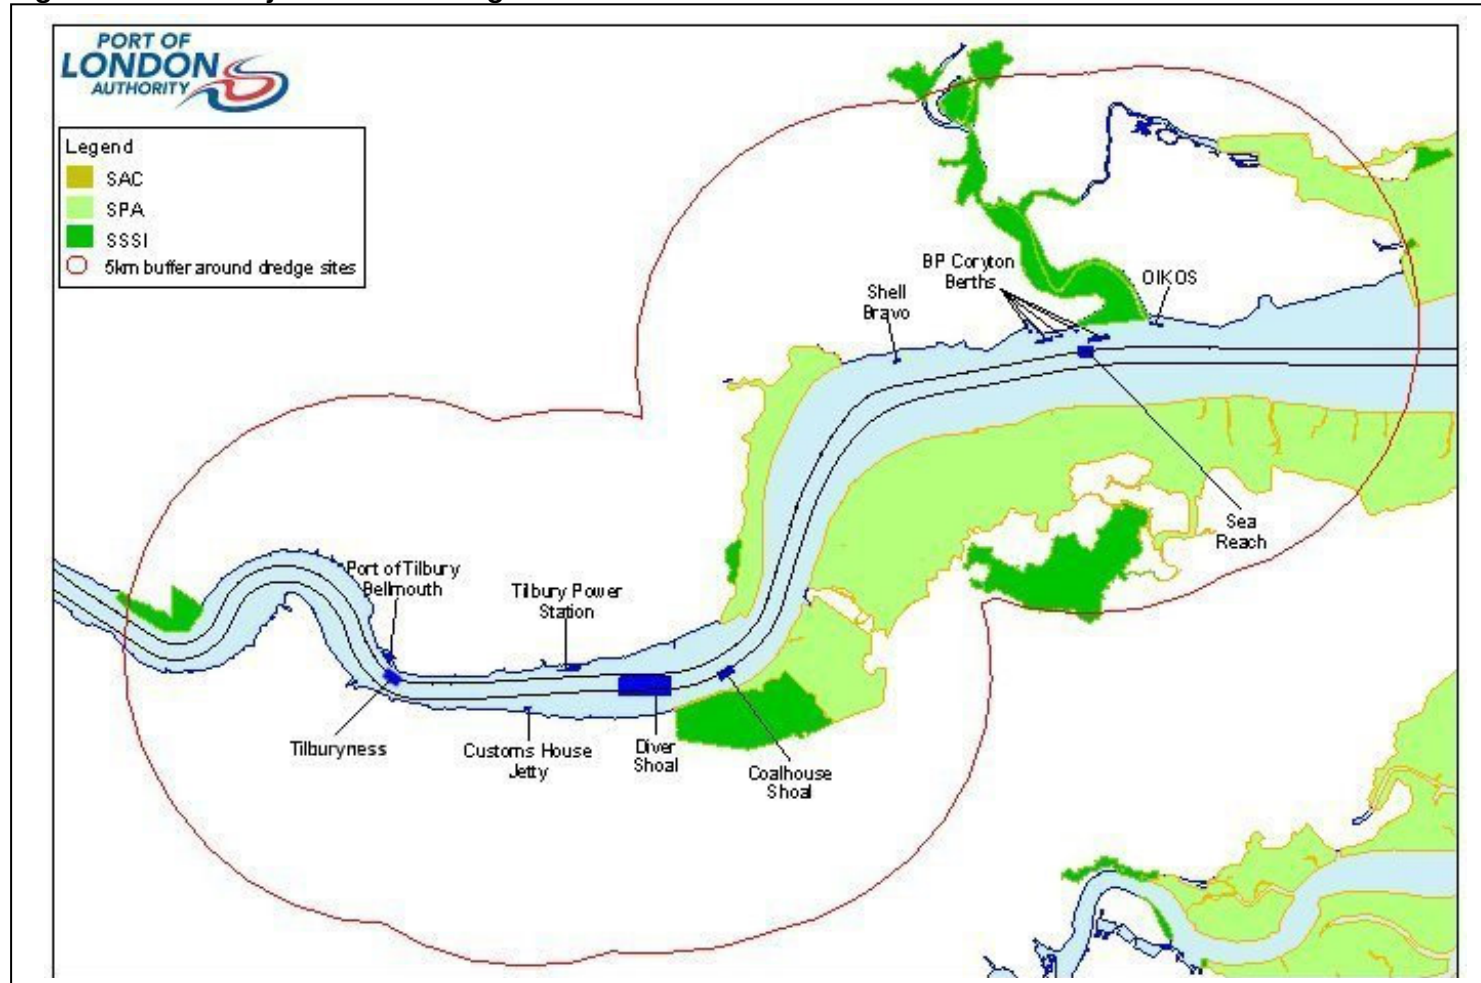 PORT OF
LONDON
AUTHORITY
Legend
SAC
SPA
SSSI
5km buffer around dredge sites
BP Coryton
Berths
OIKOS
Shell
Bravo
Sea
Reach
Port of Tilbury
Bellmouth
Tilbury Power
Station
Tilburyness
Customs House
Jetty
Diver
Shoal
Coalhouse
Shoal